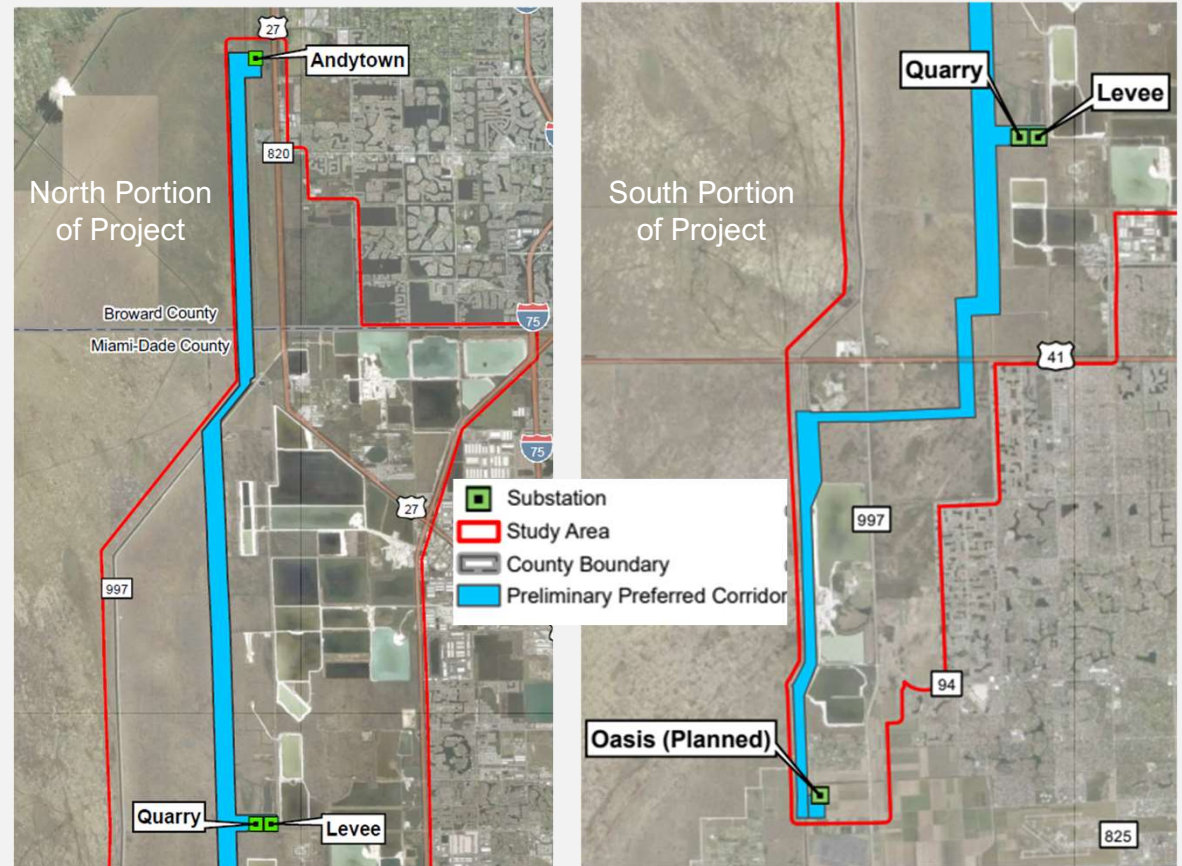 27
Andytown
820
North Portion
of Project
Broward County
Miami-Dade County
75
75
27
997
Quarry
Levee
Substation
Study Area
County Boundary
Preliminary Preferred Corridor
Quarry
Levee
South Portion
of Project
41
997
94
Oasis (Planned)
825